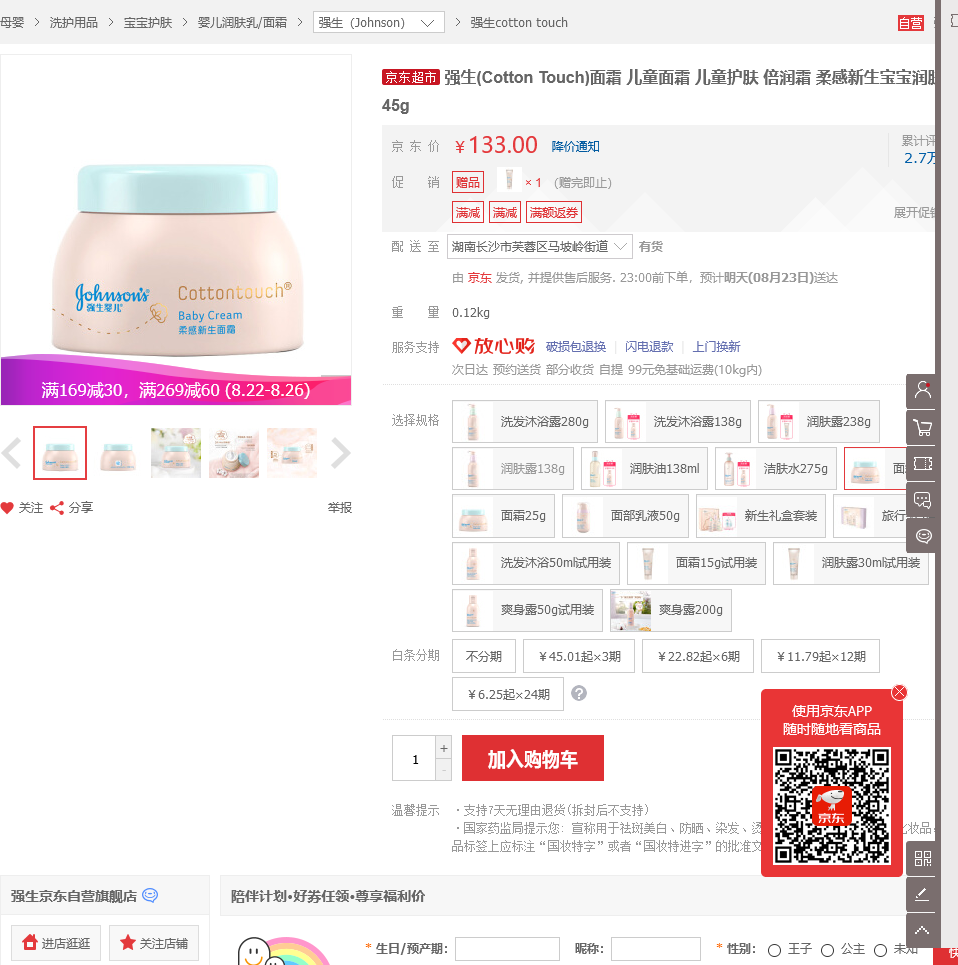 母婴 > 洗护用品 > 宝宝护肤 > 婴儿润肤乳/面霜 > 强生（Johnson） > 强生cotton touch
自营
京东超市 强生(Cotton Touch)面霜 儿童面霜 儿童护肤 倍润霜 柔感新生宝宝润肤
45g
京东价 ￥133.00 降价通知
累计评
2.7万
促销 赠品 × 1 (赠完即止)
满减 满减 满额返券
展开促销
配送至 湖南长沙市芙蓉区马坡岭街道 有货
由 京东 发货, 并提供售后服务. 23:00前下单，预计明天(08月23日)送达
重量 0.12kg
服务支持 放心购 破损包退换 闪电退款 上门换新
次日达 预约送货 部分收货 自提 99元免基础运费(10kg内)
Johnson's
强生婴儿
Cottontouch®
Baby Cream
柔感新生面霜
满169减30，满269减60 (8.22-8.26)
关注 分享 举报
选择规格 洗发沐浴露280g 洗发沐浴露138g 润肤露238g
润肤露138g 润肤油138ml 洁肤水275g 面
面霜25g 面部乳液50g 新生礼盒套装 旅行
洗发沐浴50ml试用装 面霜15g试用装 润肤露30ml试用装
爽身露50g试用装 爽身露200g
白条分期 不分期 ￥45.01起×3期 ￥22.82起×6期 ￥11.79起×12期
￥6.25起×24期 ?
1 + -
加入购物车
使用京东APP
随时随地看商品
京东
温馨提示 ·支持7天无理由退货(拆封后不支持)
·国家药监局提示您：宣称用于祛斑美白、防晒、染发、烫
化妆品
品标签上应标注“国妆特字”或者“国妆特进字”的批准文
强生京东自营旗舰店
进店逛逛 关注店铺
陪伴计划•好券任领•尊享福利价
* 生日/预产期： 昵称： * 性别： 王子 公主 未知
快